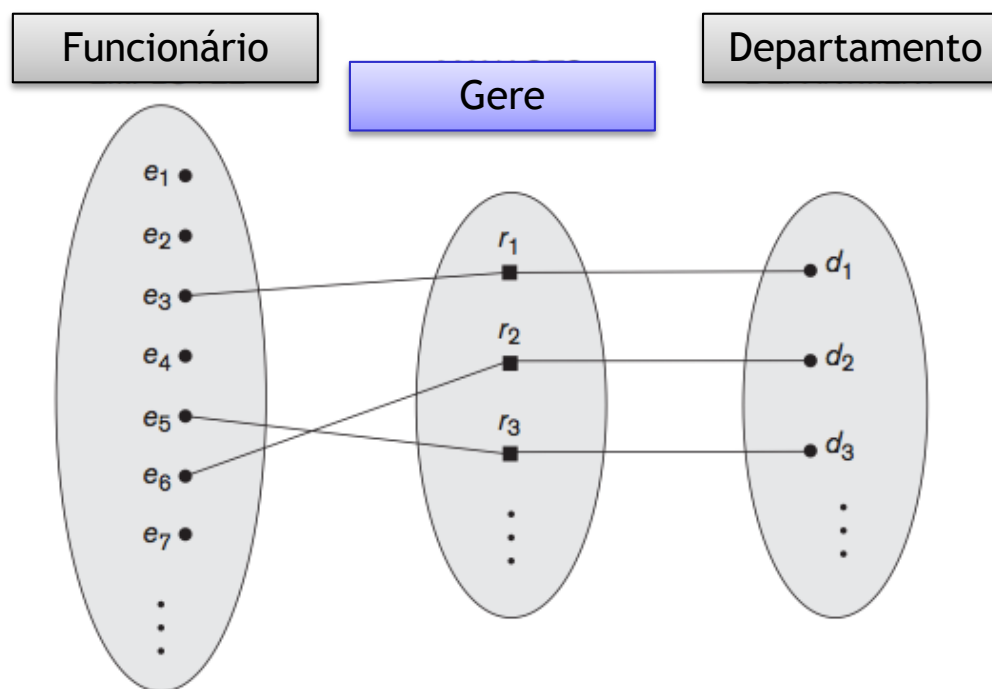 Funcionário
Gere
Departamento
e1
e2
e3
e4
e5
e6
e7
r1
r2
r3
d1
d2
d3